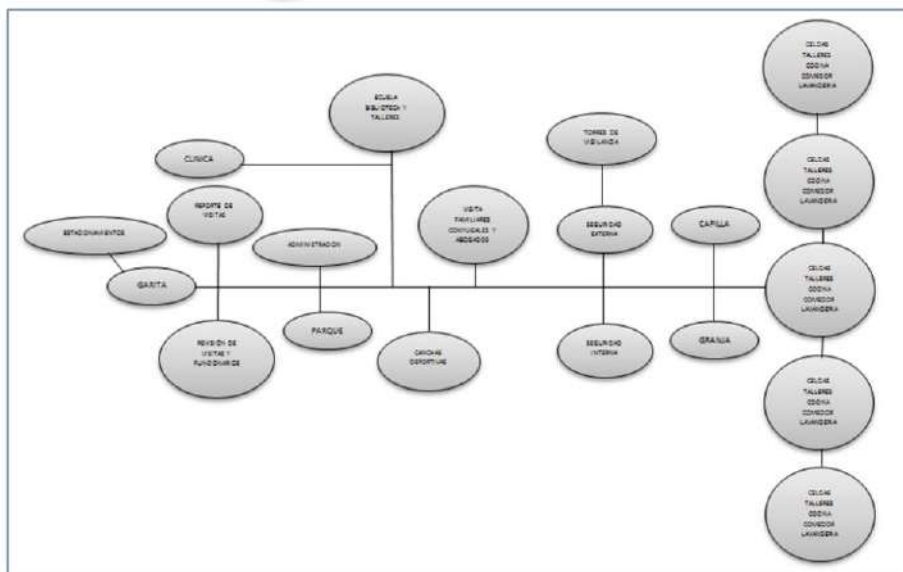 CELDAS
TALLERES
COCINA
COMEDOR
LAVANDERIA
ESCUELA
BIBLIOTECA Y
TALLERES
TORRES DE
VIGILANCIA
CLINICA
CELDAS
TALLERES
COCINA
COMEDOR
LAVANDERIA
REPORTE DE
VISITAS
VISITA
FAMILIARES
CONYUGALES Y
ABOGADOS
SEGURIDAD
EXTERNA
CAPILLA
ESTACIONAMIENTOS
ADMINISTRACION
GARITA
CELDAS
TALLERES
COCINA
COMEDOR
LAVANDERIA
PARQUE
REVISIÓN DE
VISITAS Y
FUNCIONARIOS
CANCHAS
DEPORTIVAS
SEGURIDAD
INTERNA
GRANJA
CELDAS
TALLERES
COCINA
COMEDOR
LAVANDERIA
CELDAS
TALLERES
COCINA
COMEDOR
LAVANDERIA